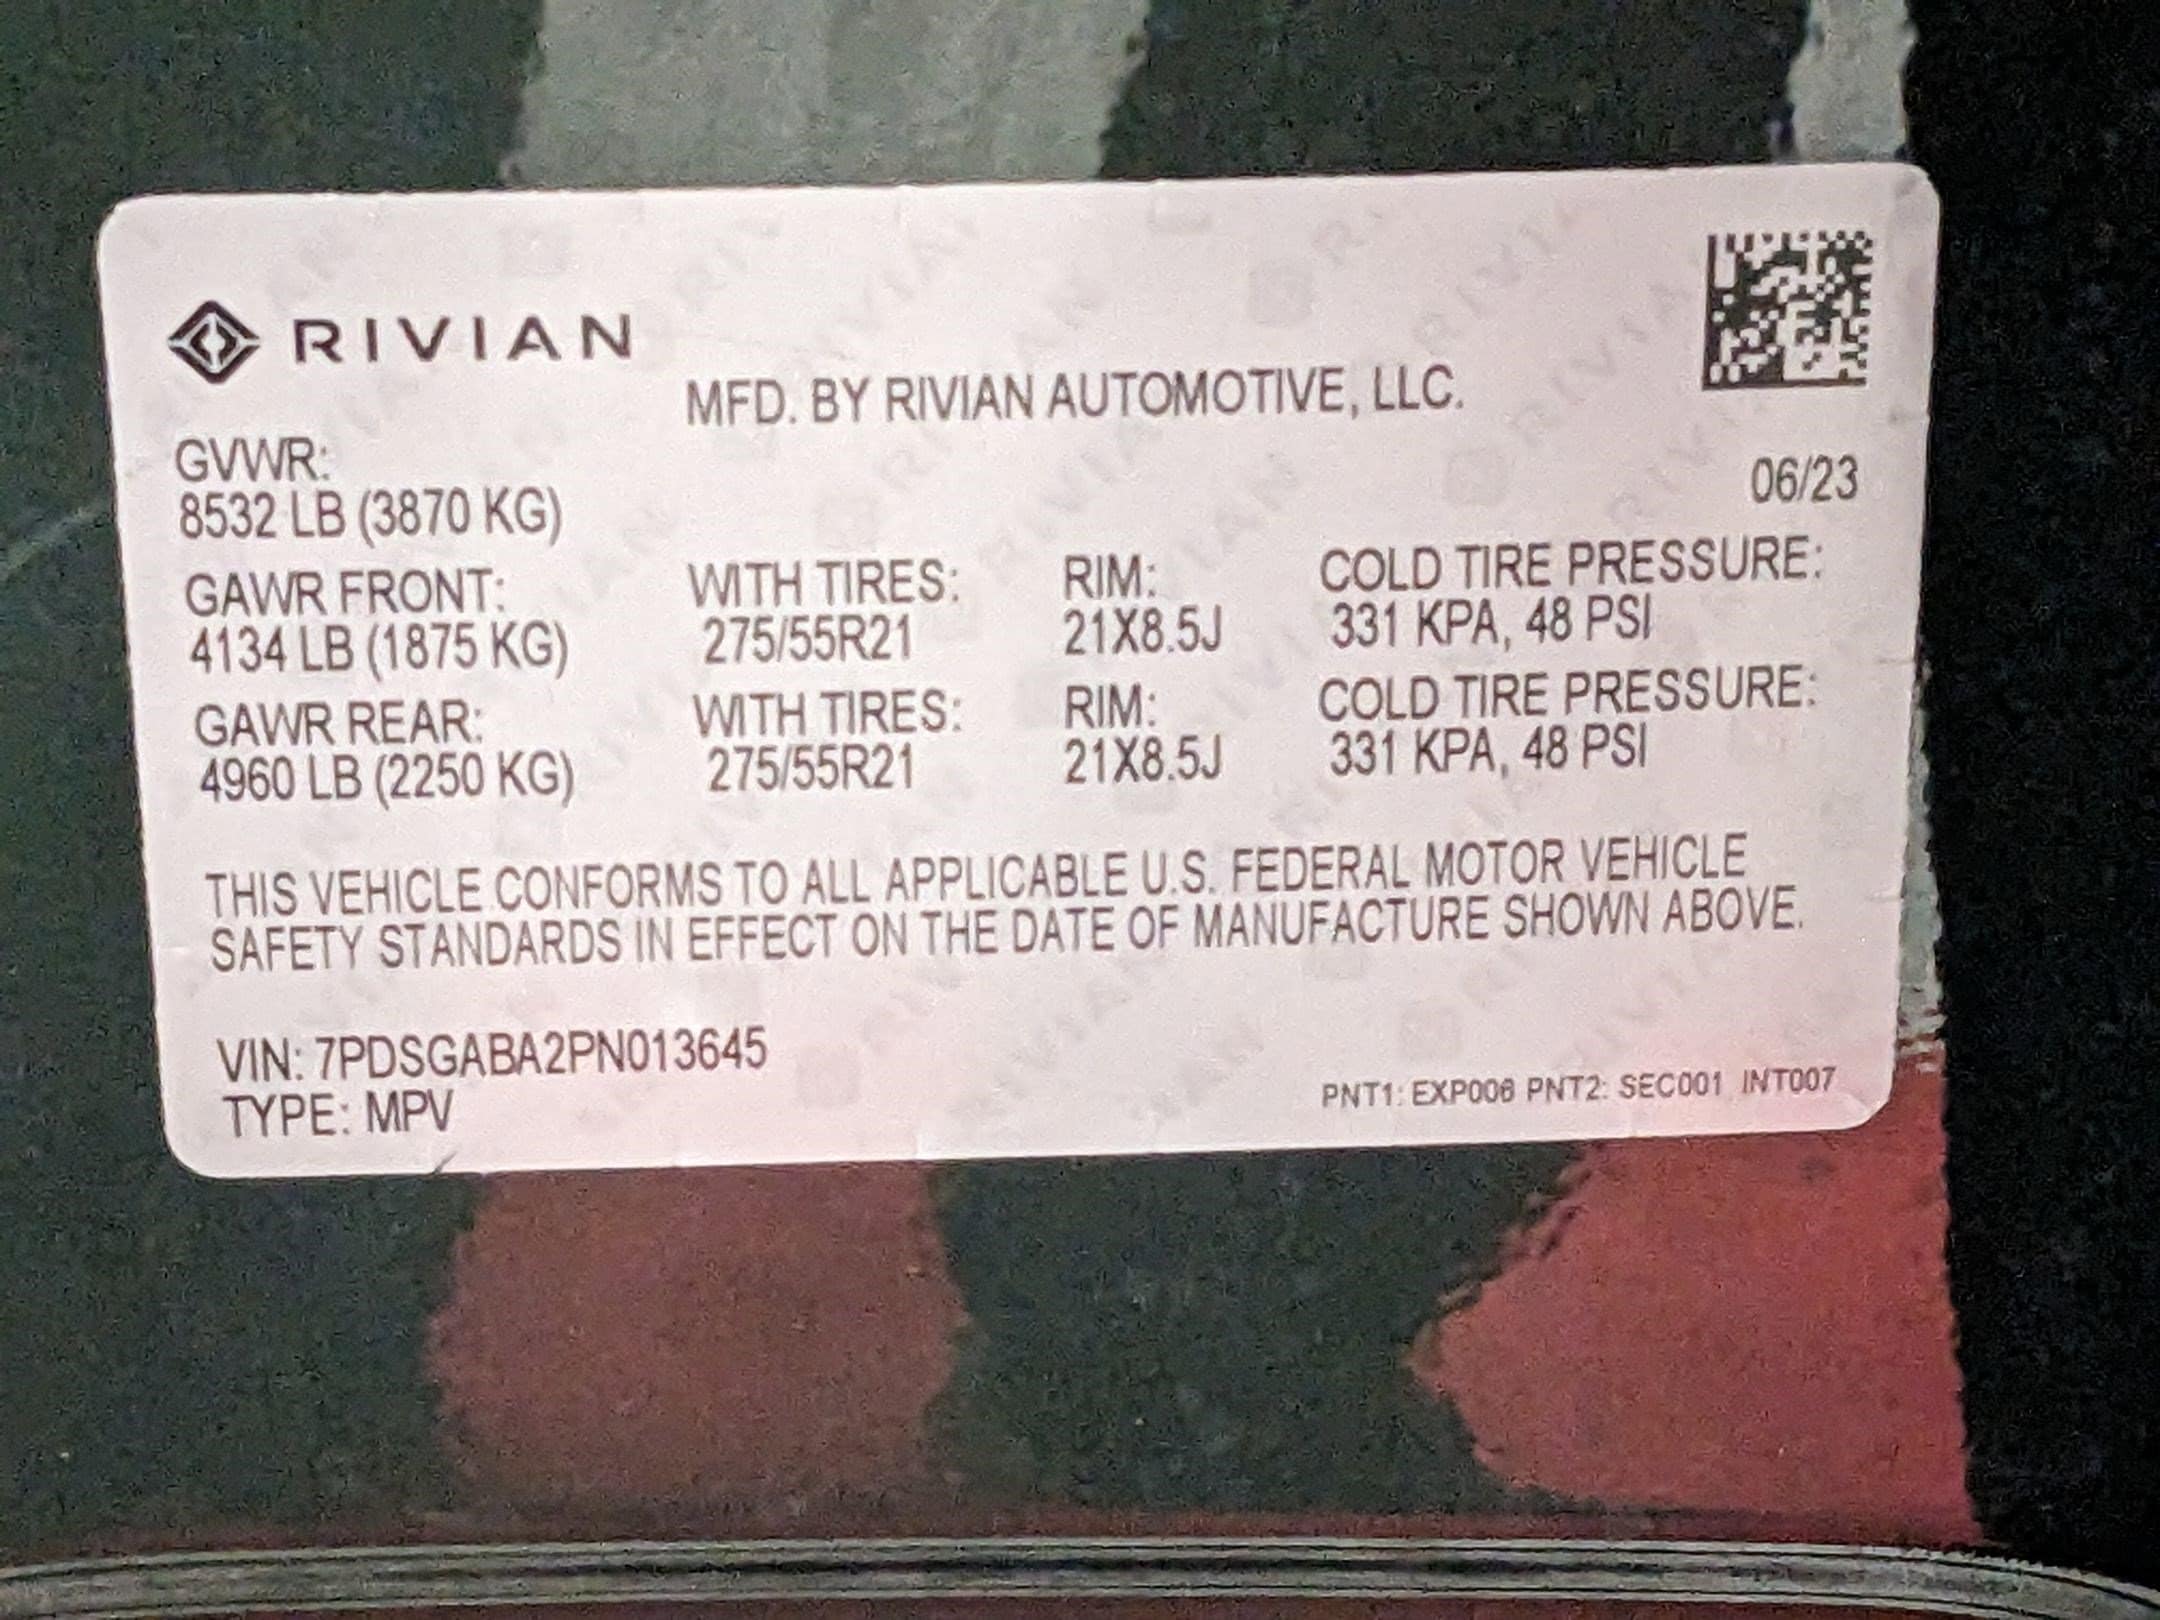 RIVIAN
MFD. BY RIVIAN AUTOMOTIVE, LLC.
GVWR:
8532 LB (3870 KG)
06/23
GAWR FRONT: WITH TIRES: RIM: COLD TIRE PRESSURE:
4134 LB (1875 KG) 275/55R21 21X8.5J 331 KPA, 48 PSI
GAWR REAR: WITH TIRES: RIM: COLD TIRE PRESSURE:
4960 LB (2250 KG) 275/55R21 21X8.5J 331 KPA, 48 PSI
THIS VEHICLE CONFORMS TO ALL APPLICABLE U.S. FEDERAL MOTOR VEHICLE
SAFETY STANDARDS IN EFFECT ON THE DATE OF MANUFACTURE SHOWN ABOVE.
VIN: 7PDSGABA2PN013645
TYPE: MPV
PNT1: EXP006 PNT2: SEC001 INT007